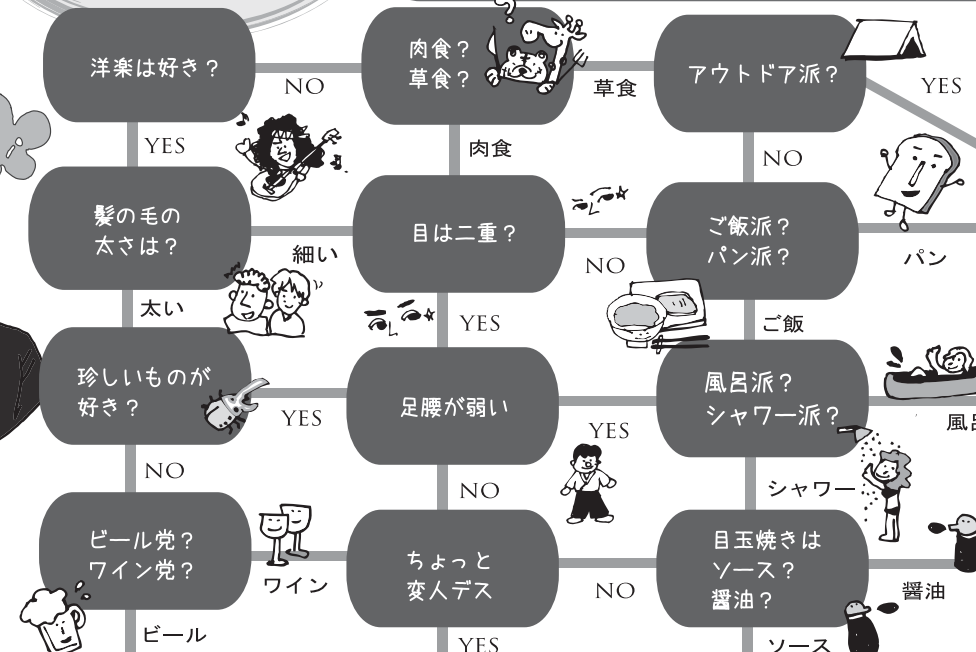 洋楽は好き？
NO
肉食？
草食？
草食
アウトドア派？
YES
YES
肉食
NO
髪の毛の
太さは？
細い
目は二重？
NO
ご飯派？
パン派？
パン
太い
YES
ご飯
珍しいものが
好き？
YES
足腰が弱い
YES
風呂派？
シャワー派？
NO
NO
シャワー
ビール党？
ワイン党？
ワイン
ちょっと
変人デス
NO
目玉焼きは
ソース？
醤油？
醤油
ビール
YES
ソース